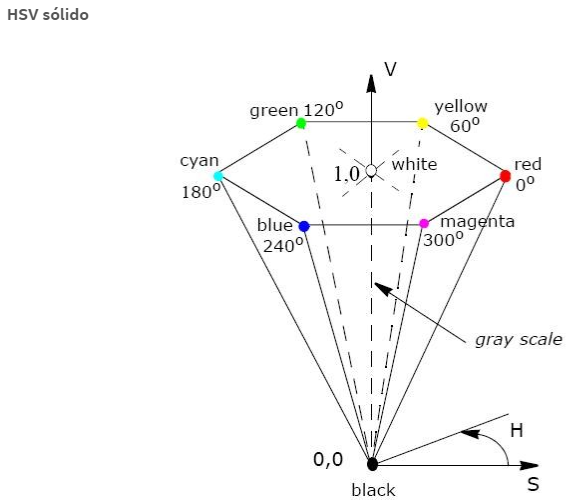 HSV sólido
V
green 120º
yellow
60º
cyan
180º
1,0
white
red
0º
blue
240º
magenta
300º
gray scale
H
0,0
S
black